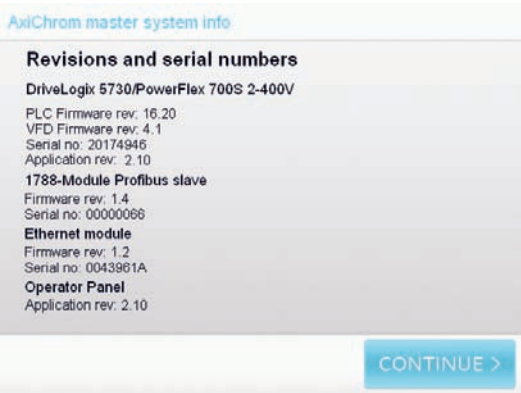 AxiChrom master system info
Revisions and serial numbers
DriveLogix 5730/PowerFlex 700S 2-400V
PLC Firmware rev: 16.20
VFD Firmware rev: 4.1
Serial no: 20174946
Application rev: 2.10
1788-Module Profibus slave
Firmware rev: 1.4
Serial no: 00000066
Ethernet module
Firmware rev: 1.2
Serial no: 0043961A
Operator Panel
Application rev: 2.10
CONTINUE >